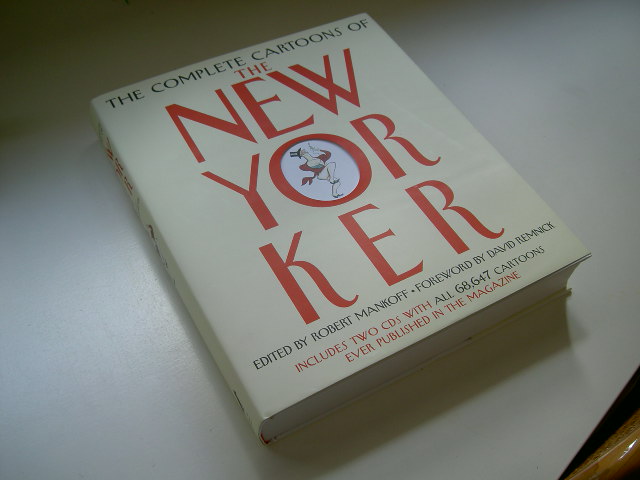 THE COMPLETE CARTOONS OF
THE
NEW
YOR
KER
EDITED BY ROBERT MANKOFF • FOREWORD BY DAVID REMNICK
INCLUDES TWO CDS WITH ALL 68,647 CARTOONS
EVER PUBLISHED IN THE MAGAZINE